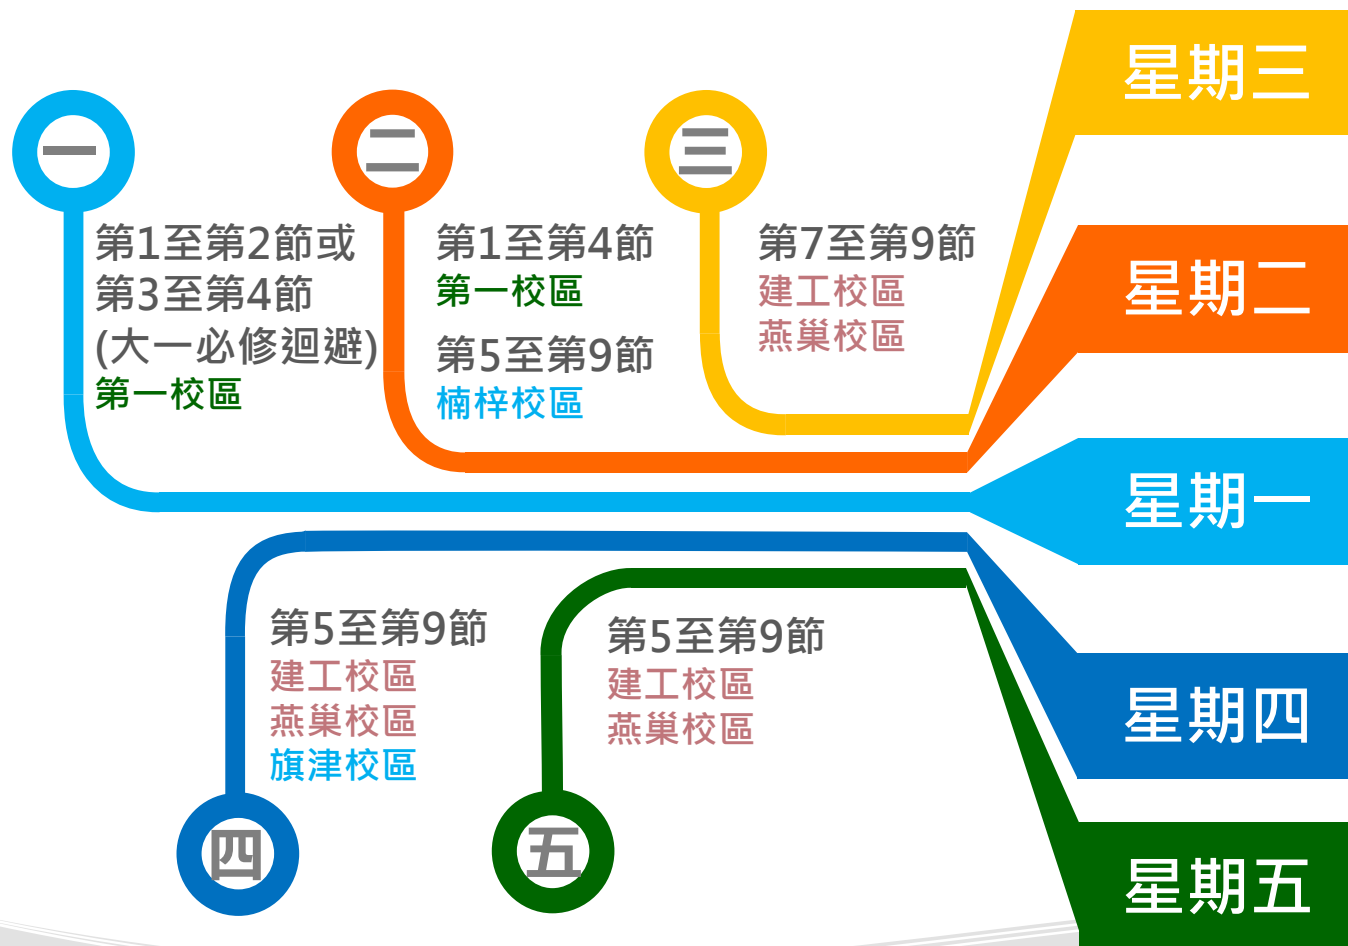 一
第1至第2節或
第3至第4節
(大一必修迴避)
第一校區
二
第1至第4節
第一校區
第5至第9節
楠梓校區
三
第7至第9節
建工校區
燕巢校區
星期三
星期二
星期一
星期四
星期五
第5至第9節
建工校區
燕巢校區
旗津校區
四
第5至第9節
建工校區
燕巢校區
五